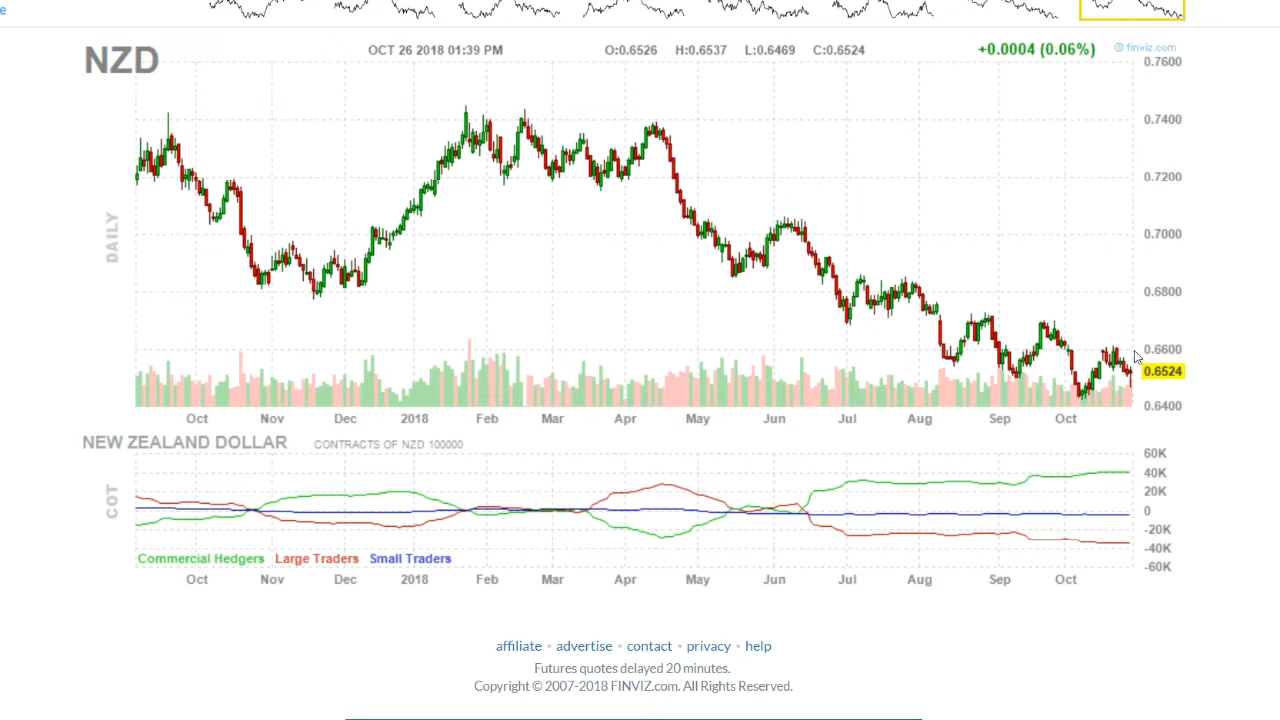 e
NZD OCT 26 2018 01:39 PM O:0.6526 H:0.6537 L:0.6469 C:0.6524 +0.0004 (0.06%) © finviz.com
0.7600
0.7400
0.7200
DAILY
0.7000
0.6800
0.6600
0.6524
0.6400
Oct Nov Dec 2018 Feb Mar Apr May Jun Jul Aug Sep Oct
NEW ZEALAND DOLLAR CONTRACTS OF NZD 100000
60K
40K
20K
COT
0
-20K
-40K
-60K
Commercial Hedgers Large Traders Small Traders
Oct Nov Dec 2018 Feb Mar Apr May Jun Jul Aug Sep Oct
affiliate • advertise • contact • privacy • help
Futures quotes delayed 20 minutes.
Copyright © 2007-2018 FINVIZ.com. All Rights Reserved.